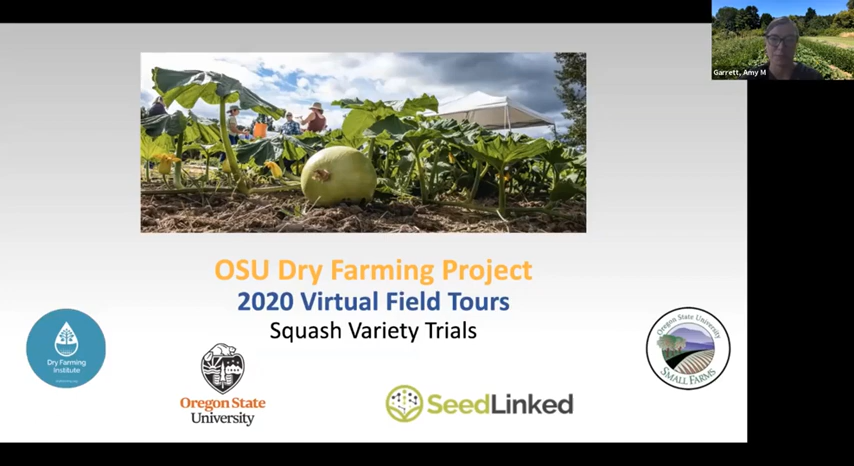 Garrett, Amy M
OSU Dry Farming Project
2020 Virtual Field Tours
Squash Variety Trials
Dry Farming
Institute
Oregon State
University
SeedLinked
Oregon State University
SMALL FARMS